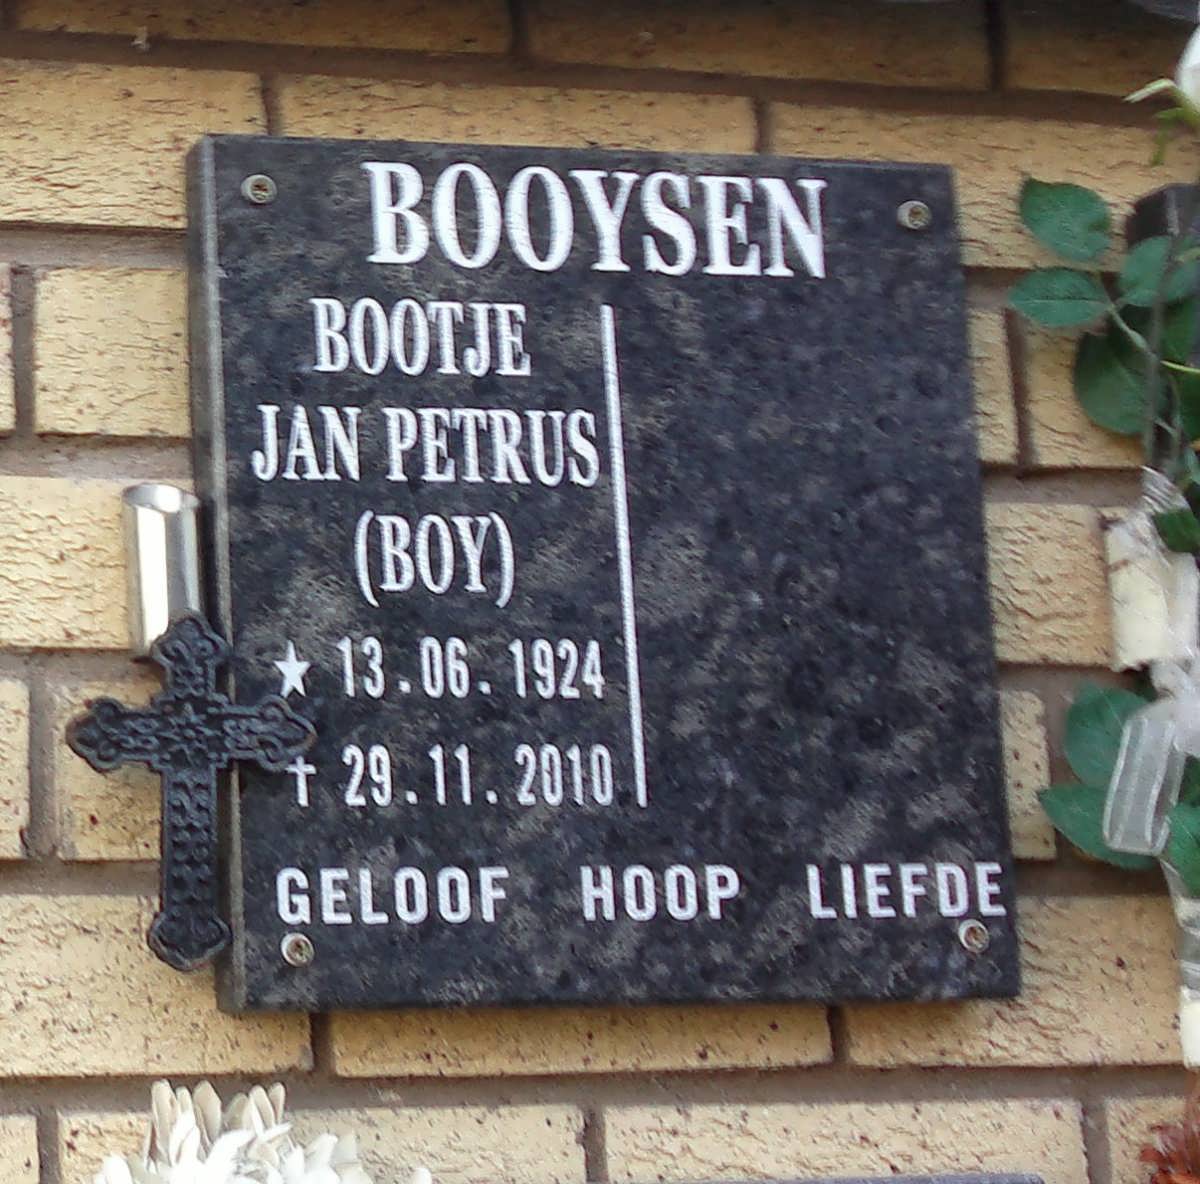 BOOYSEN
BOOTJE
JAN PETRUS
(BOY)
★ 13.06.1924
† 29.11.2010
GELOOF HOOP LIEFDE